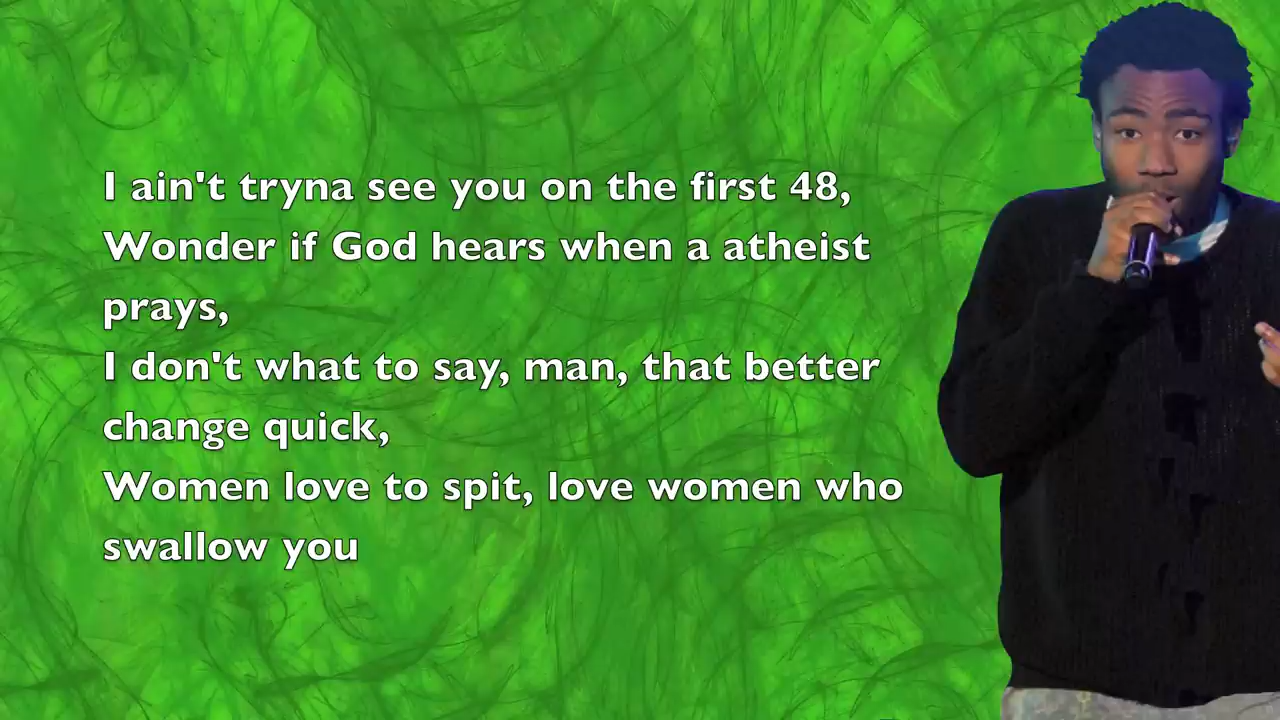 I ain't tryna see you on the first 48,
Wonder if God hears when a atheist
prays,
I don't what to say, man, that better
change quick,
Women love to spit, love women who
swallow you